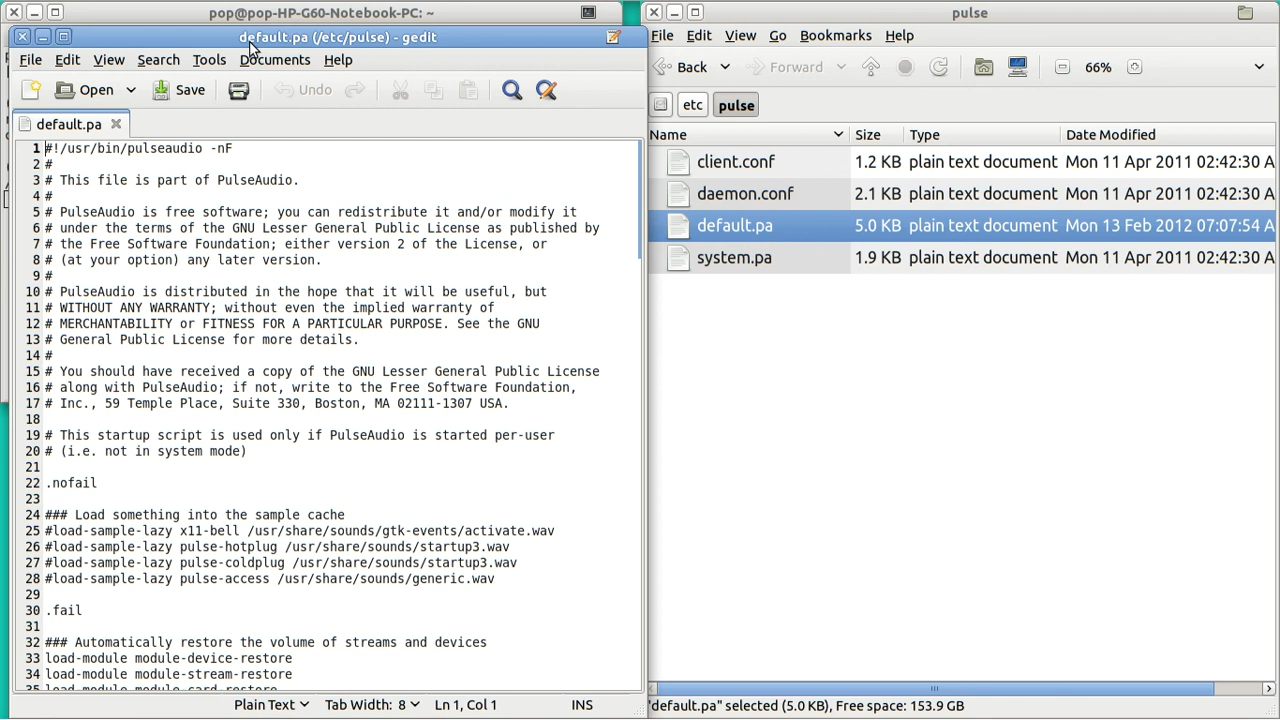 pop@pop-HP-G60-Notebook-PC: ~
default.pa (/etc/pulse) - gedit
File Edit View Search Tools Documents Help
Open Save Undo
default.pa
1 #!/usr/bin/pulseaudio -nF
2 #
3 # This file is part of PulseAudio.
4 #
5 # PulseAudio is free software; you can redistribute it and/or modify it
6 # under the terms of the GNU Lesser General Public License as published by
7 # the Free Software Foundation; either version 2 of the License, or
8 # (at your option) any later version.
9 #
10 # PulseAudio is distributed in the hope that it will be useful, but
11 # WITHOUT ANY WARRANTY; without even the implied warranty of
12 # MERCHANTABILITY or FITNESS FOR A PARTICULAR PURPOSE. See the GNU
13 # General Public License for more details.
14 #
15 # You should have received a copy of the GNU Lesser General Public License
16 # along with PulseAudio; if not, write to the Free Software Foundation,
17 # Inc., 59 Temple Place, Suite 330, Boston, MA 02111-1307 USA.
18
19 # This startup script is used only if PulseAudio is started per-user
20 # (i.e. not in system mode)
21
22 .nofail
23
24 ### Load something into the sample cache
25 #load-sample-lazy x11-bell /usr/share/sounds/gtk-events/activate.wav
26 #load-sample-lazy pulse-hotplug /usr/share/sounds/startup3.wav
27 #load-sample-lazy pulse-coldplug /usr/share/sounds/startup3.wav
28 #load-sample-lazy pulse-access /usr/share/sounds/generic.wav
29
30 .fail
31
32 ### Automatically restore the volume of streams and devices
33 load-module module-device-restore
34 load-module module-stream-restore
35 load-module module-card-restore
Plain Text Tab Width: 8 Ln 1, Col 1 INS
pulse
File Edit View Go Bookmarks Help
Back Forward 66%
etc pulse
Name Size Type Date Modified
client.conf 1.2 KB plain text document Mon 11 Apr 2011 02:42:30 A
daemon.conf 2.1 KB plain text document Mon 11 Apr 2011 02:42:30 A
default.pa 5.0 KB plain text document Mon 13 Feb 2012 07:07:54 A
system.pa 1.9 KB plain text document Mon 11 Apr 2011 02:42:30 A
"default.pa" selected (5.0 KB), Free space: 153.9 GB